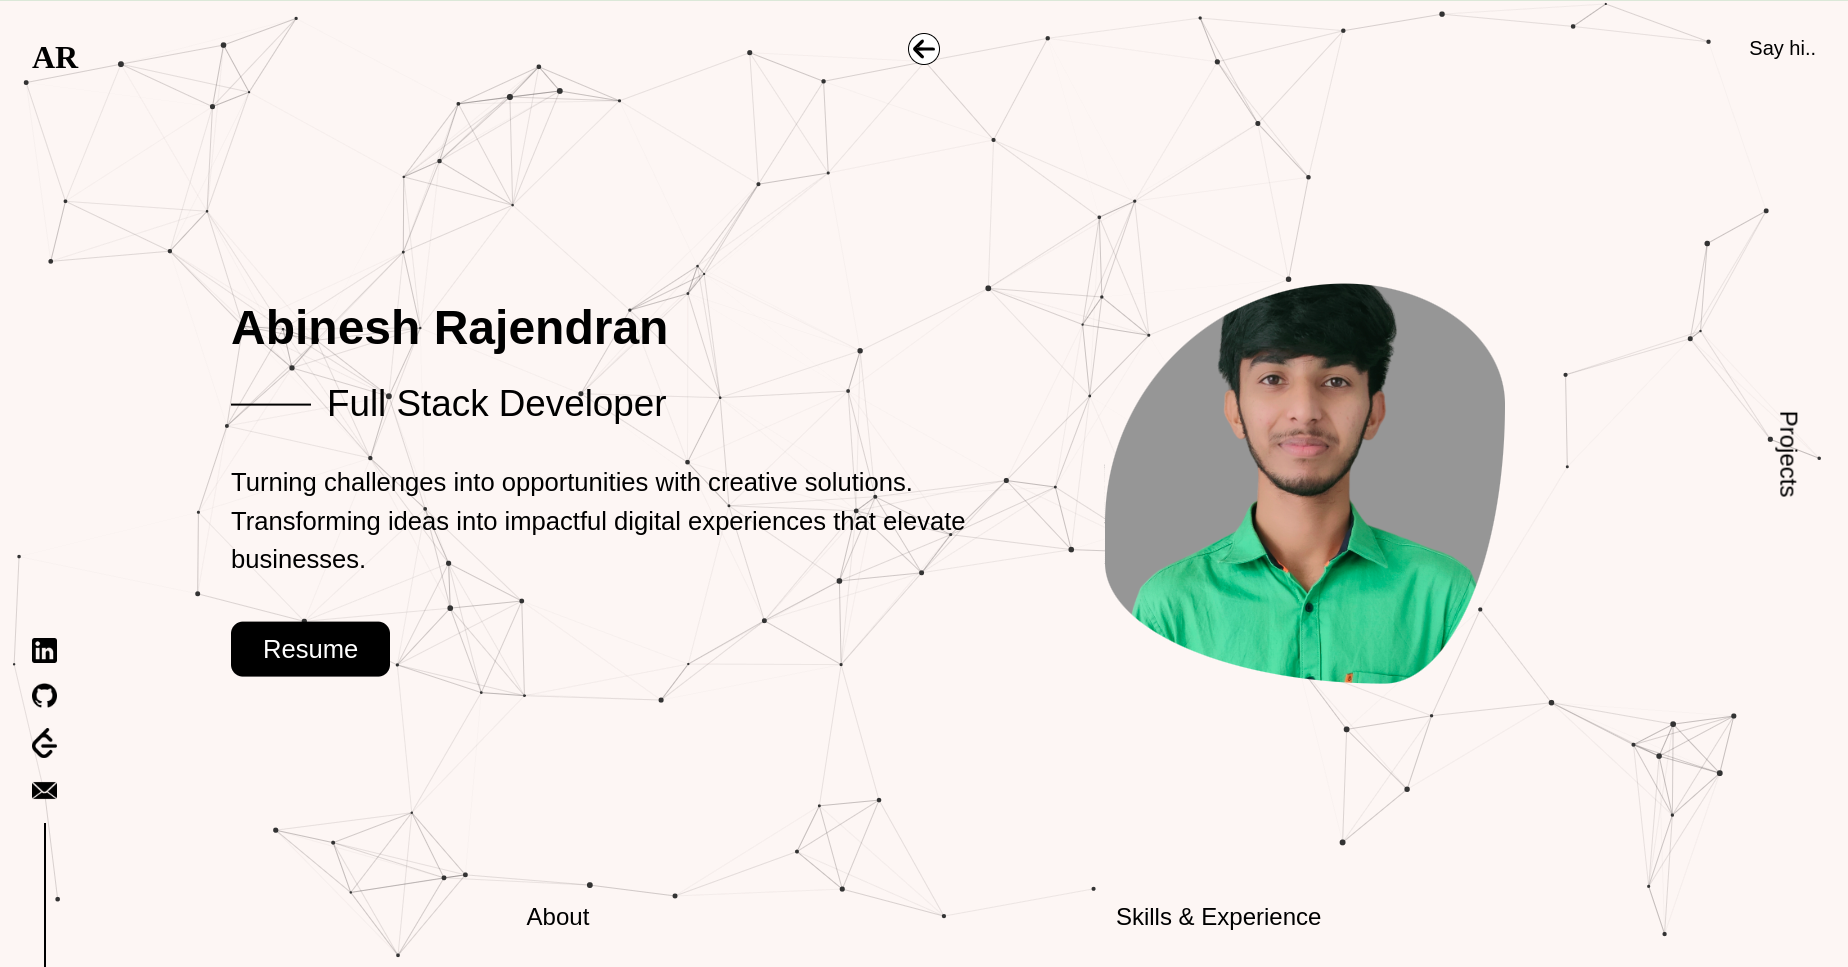 AR
Say hi..
Abinesh Rajendran
Full Stack Developer
Turning challenges into opportunities with creative solutions.
Transforming ideas into impactful digital experiences that elevate
businesses.
Resume
Projects
About
Skills & Experience